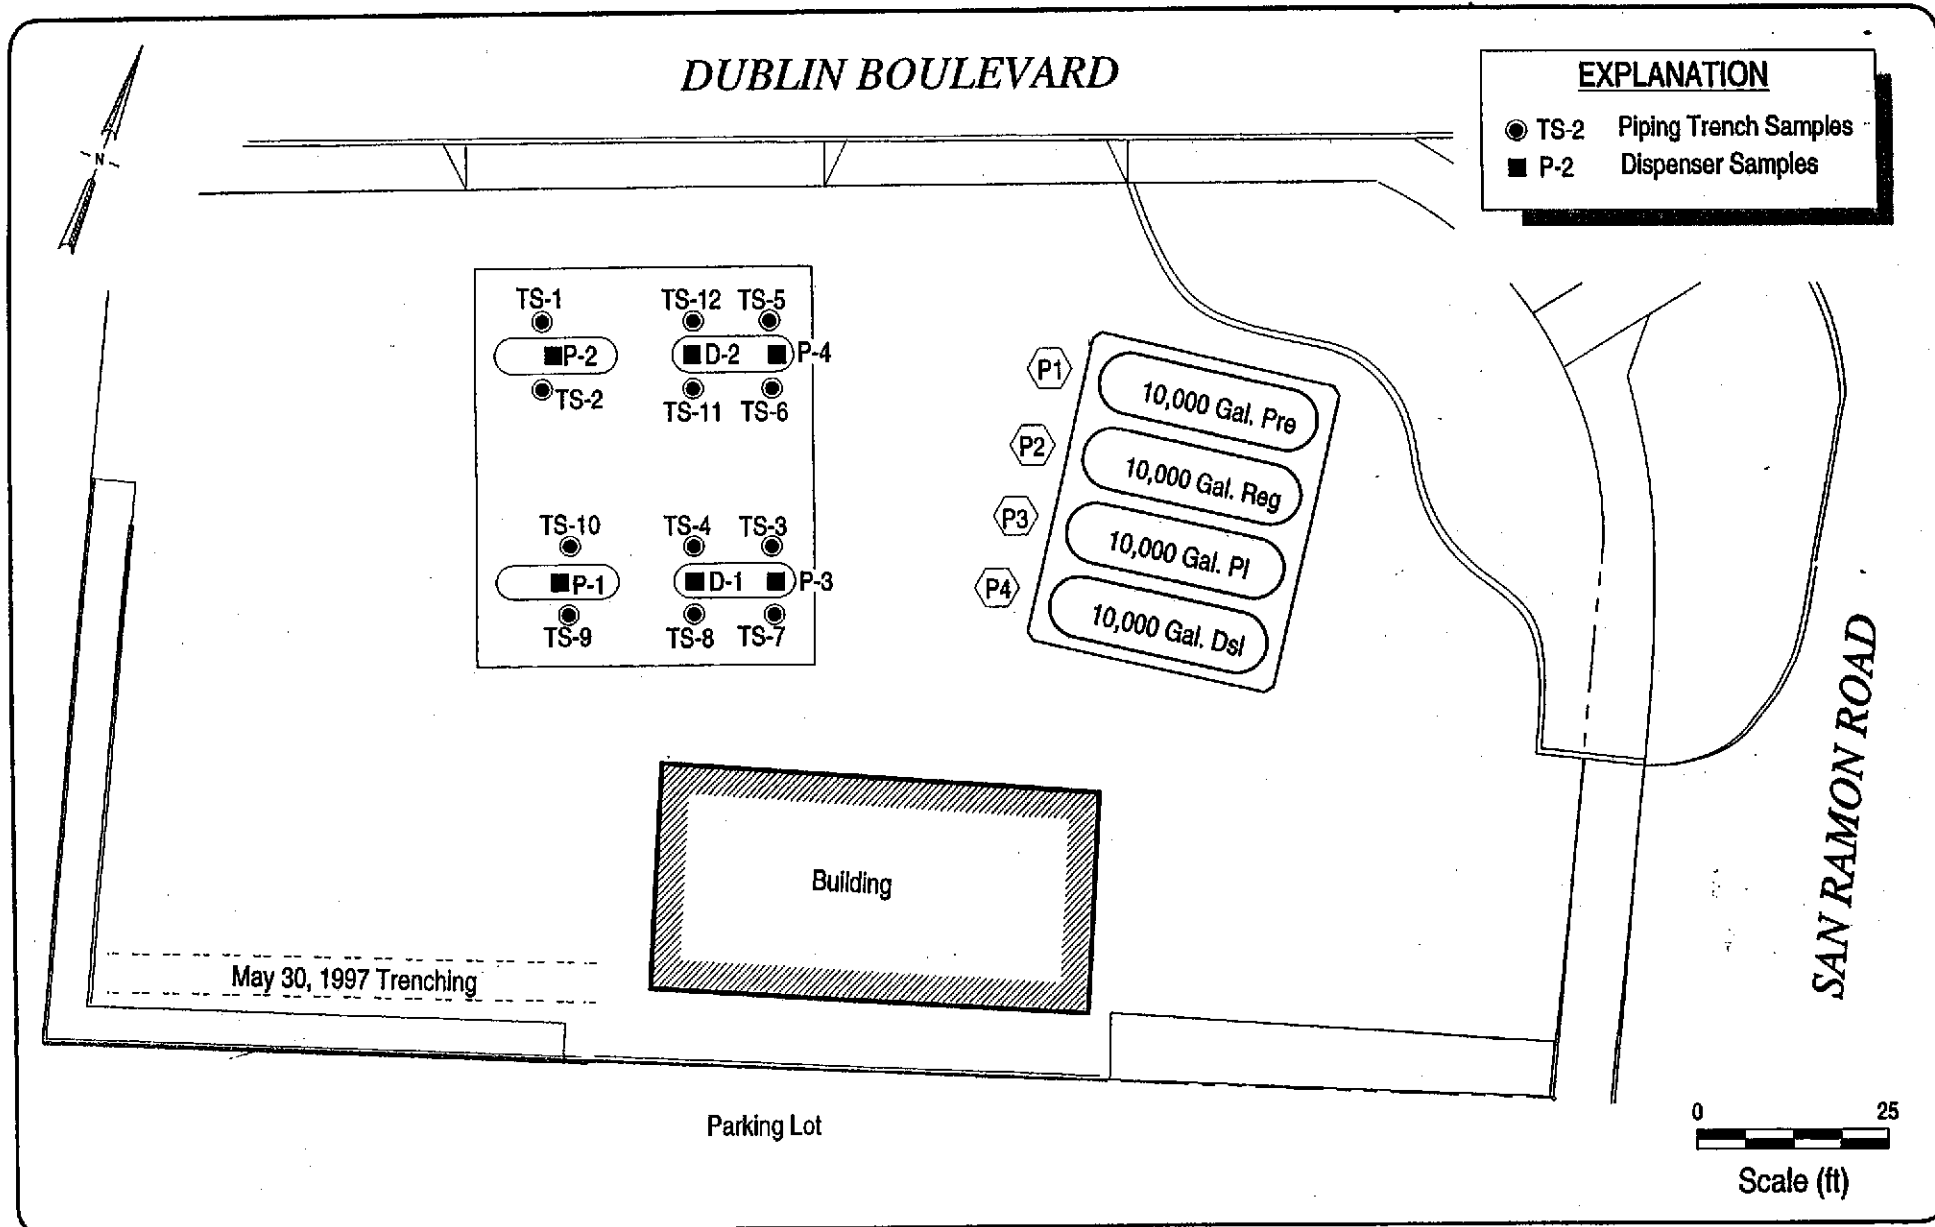 DUBLIN BOULEVARD
EXPLANATION
TS-2 Piping Trench Samples
P-2 Dispenser Samples
N
TS-1 TS-12 TS-5
P-2 D-2 P-4
TS-2 TS-11 TS-6
TS-10 TS-4 TS-3
P-1 D-1 P-3
TS-9 TS-8 TS-7
P1 10,000 Gal. Pre
P2 10,000 Gal. Reg
P3 10,000 Gal. Pl
P4 10,000 Gal. Dsl
SAN RAMON ROAD
Building
May 30, 1997 Trenching
Parking Lot
0 25
Scale (ft)